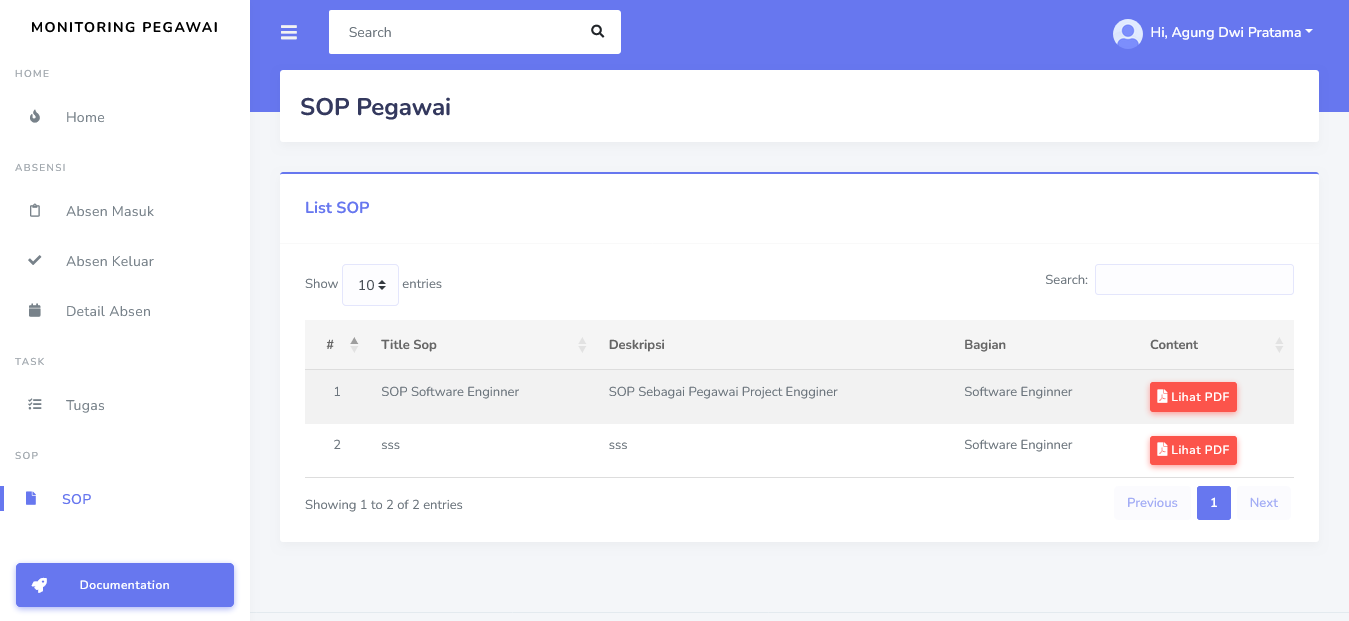 MONITORING PEGAWAI
Search
Hi, Agung Dwi Pratama
HOME
Home
ABSENSI
Absen Masuk
Absen Keluar
Detail Absen
TASK
Tugas
SOP
SOP
Documentation
SOP Pegawai
List SOP
Show 10 entries
Search:
# Title Sop Deskripsi Bagian Content
1 SOP Software Enginner SOP Sebagai Pegawai Project Engginer Software Enginner Lihat PDF
2 sss sss Software Enginner Lihat PDF
Showing 1 to 2 of 2 entries
Previous 1 Next